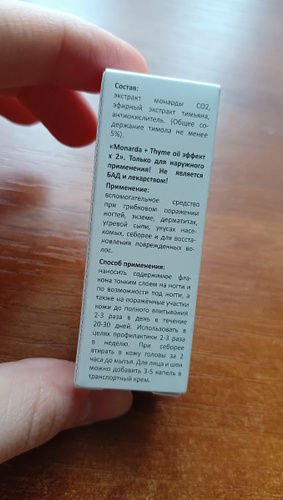 Состав:
экстракт монарды CO2,
эфирный экстракт тимьяна,
антиокислитель. (Общее со-
держание тимола не менее
5%).
«Monarda + Thyme oil эффект
х 2». Только для наружного
применения! Не является
БАД и лекарством!
Применение:
вспомогательное средство
при грибковом поражении
ногтей, экземе, дерматитах,
угревой сыпи, укусах насе-
комых, себорее и для восста-
новления поврежденных во-
лос.
Способ применения:
наносить содержимое фла-
кона тонким слоем на ногти и
по возможности под ногти, а
также на пораженные участки
кожи до полного впитывания
2-3 раза в день в течение
20-30 дней. Использовать в
целях профилактики 2-3 раза
в неделю. При себорее
втирать в кожу головы за 2
часа до мытья. Для лица и шеи
можно добавить 3-5 капель в
транспортный крем.